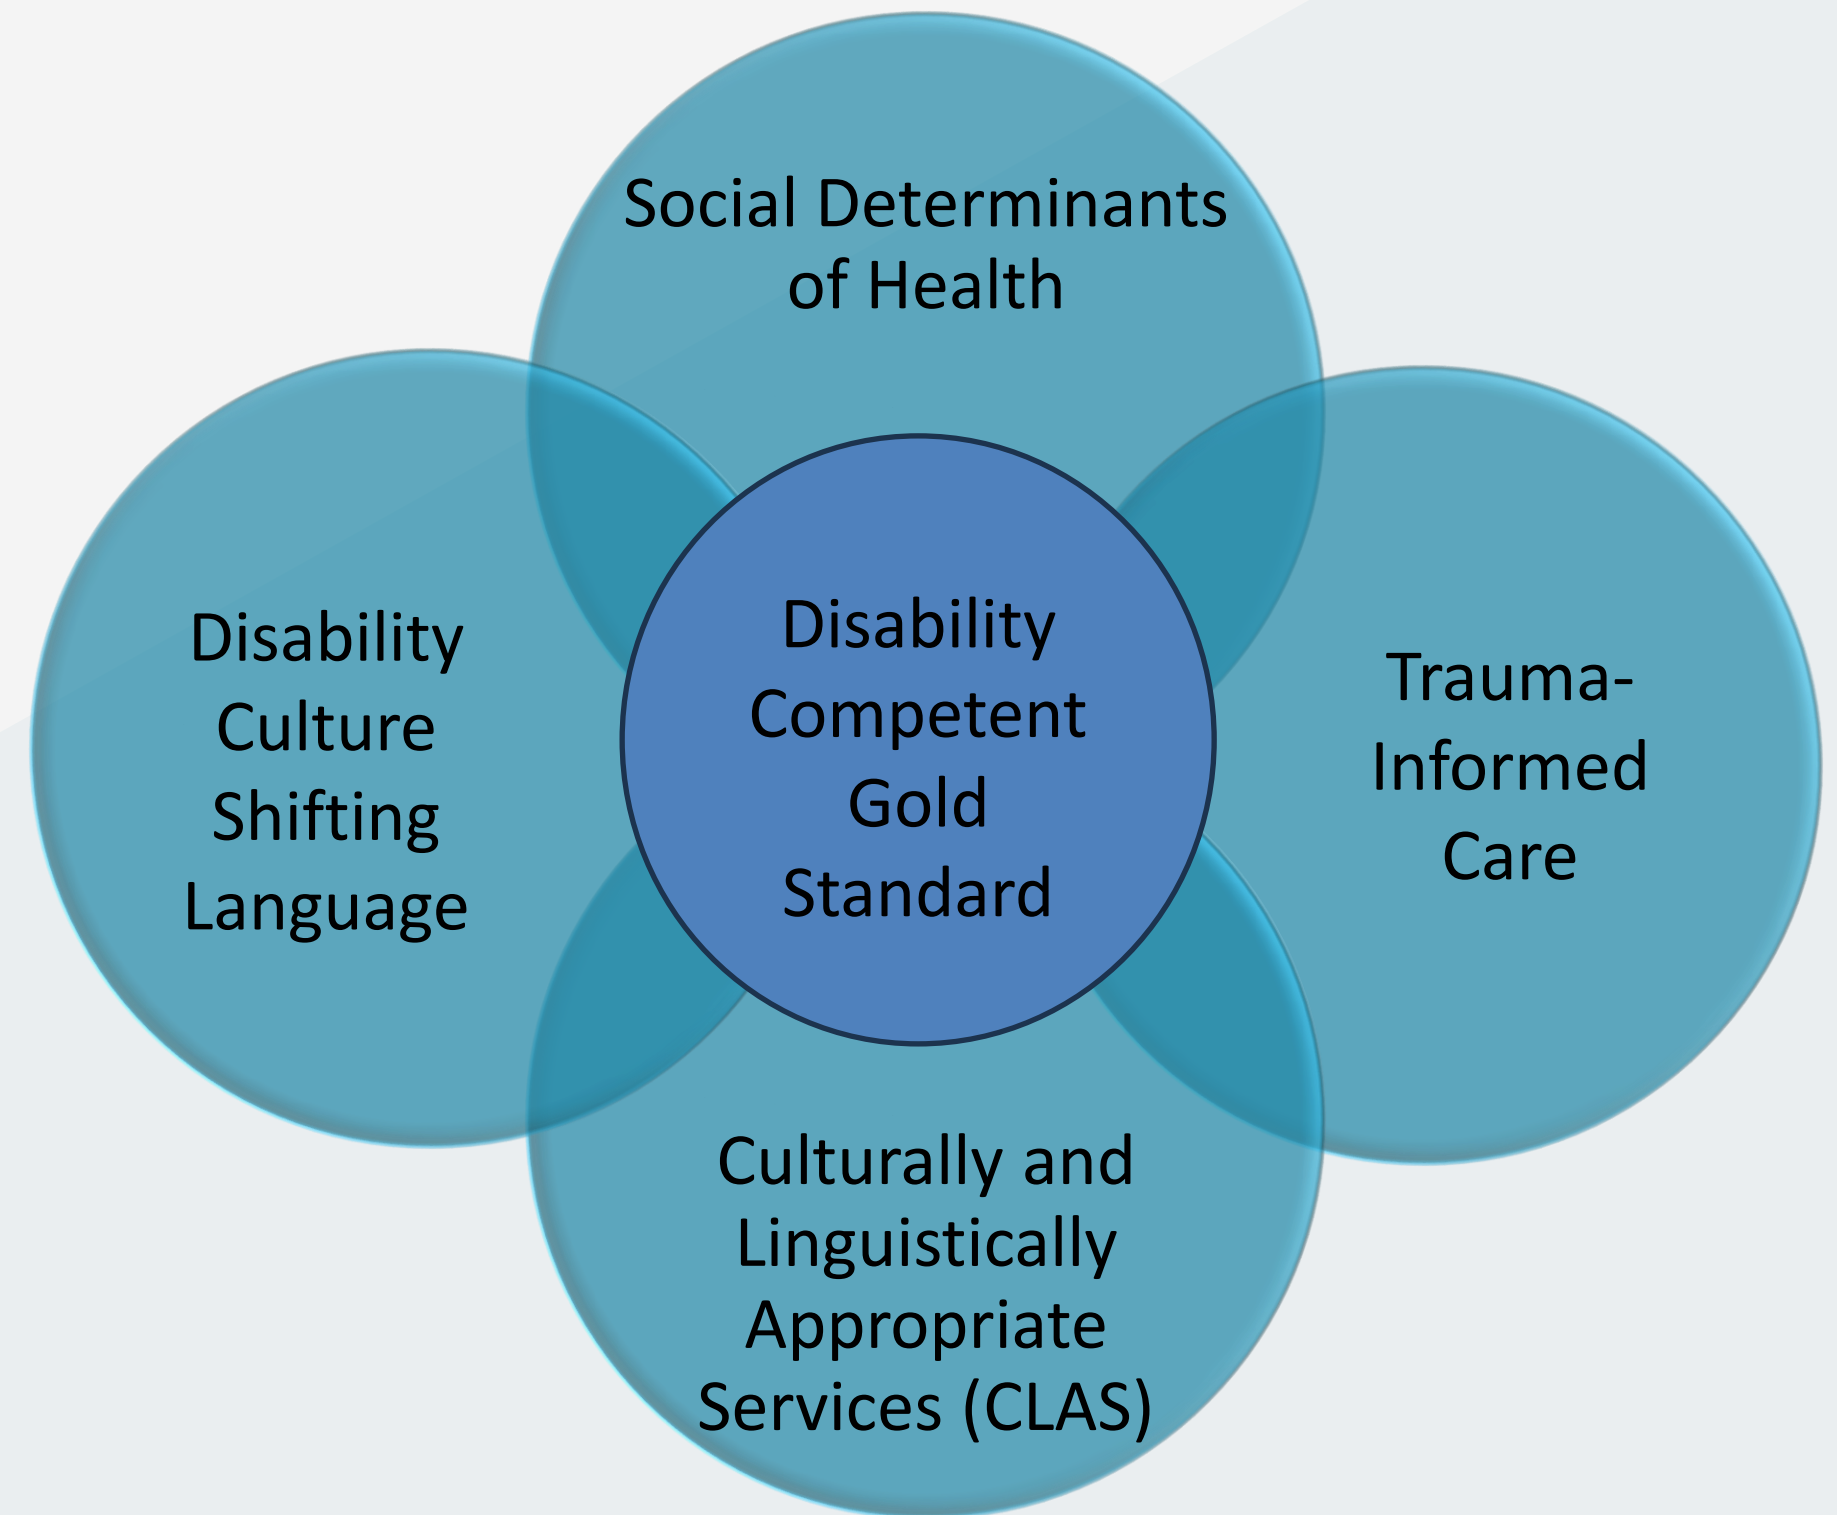 Social Determinants
of Health
Disability
Culture
Shifting
Language
Disability
Competent
Gold
Standard
Trauma-
Informed
Care
Culturally and
Linguistically
Appropriate
Services (CLAS)